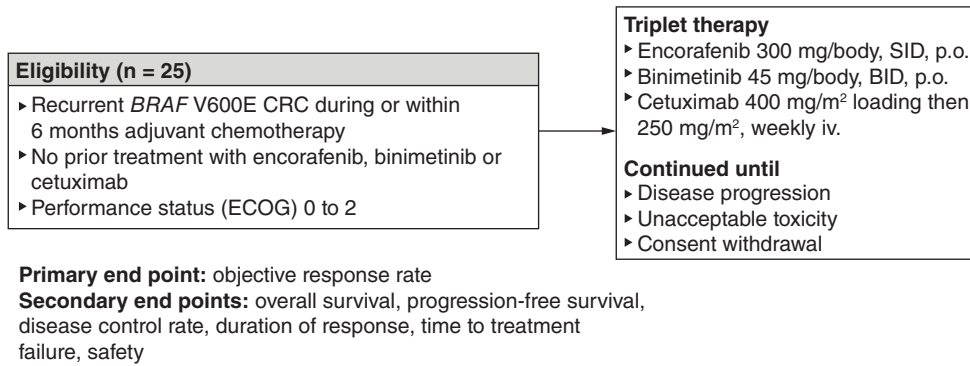 Eligibility (n = 25)
▸ Recurrent BRAF V600E CRC during or within
6 months adjuvant chemotherapy
▸ No prior treatment with encorafenib, binimetinib or
cetuximab
▸ Performance status (ECOG) 0 to 2
Triplet therapy
▸ Encorafenib 300 mg/body, SID, p.o.
▸ Binimetinib 45 mg/body, BID, p.o.
▸ Cetuximab 400 mg/m² loading then
250 mg/m², weekly iv.
Continued until
▸ Disease progression
▸ Unacceptable toxicity
▸ Consent withdrawal
Primary end point: objective response rate
Secondary end points: overall survival, progression-free survival,
disease control rate, duration of response, time to treatment
failure, safety